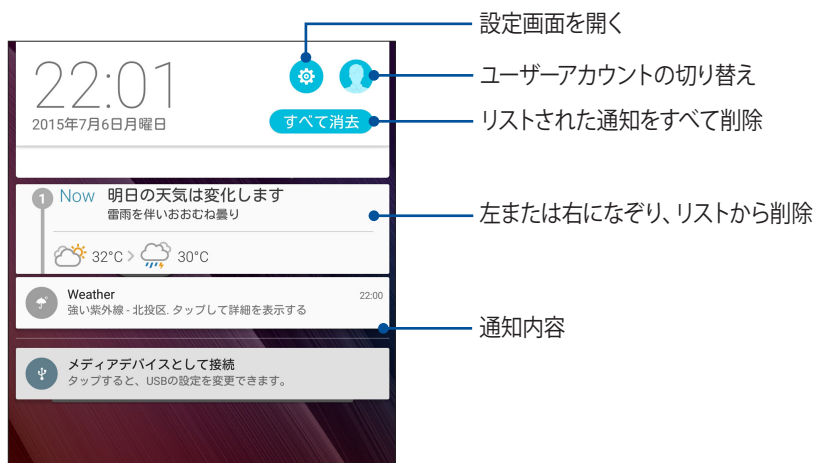 設定画面を開く
22:01
ユーザーアカウントの切り替え
2015年7月6日月曜日
すべて消去
リストされた通知をすべて削除
1 Now 明日の天気は変化します
雷雨を伴いおおむね曇り
左または右になぞり、リストから削除
32°C > 30°C
Weather 22:00
強い紫外線 - 北投区. タップして詳細を表示する
通知内容
メディアデバイスとして接続
タップすると、USBの設定を変更できます。